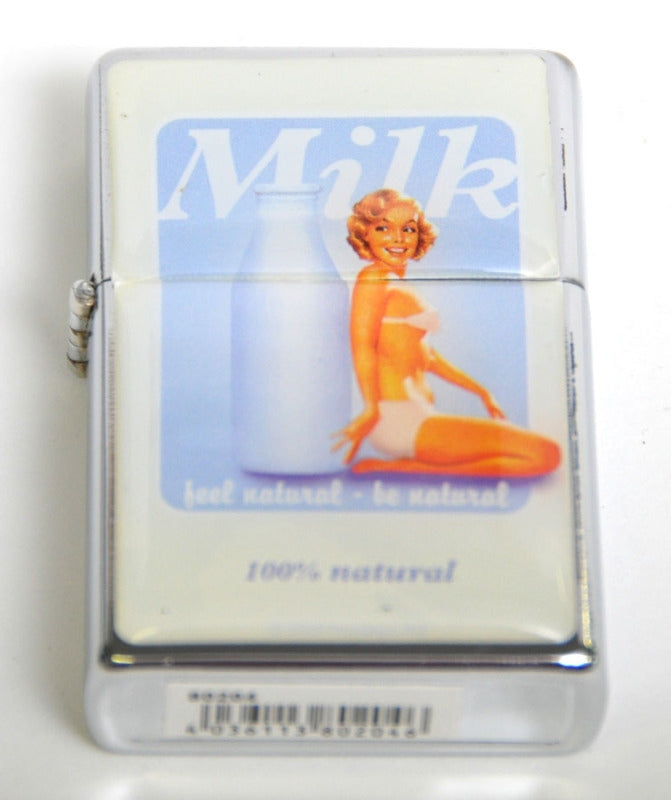 Milk
feel natural - be natural
100% natural
80204
4 036113 802046